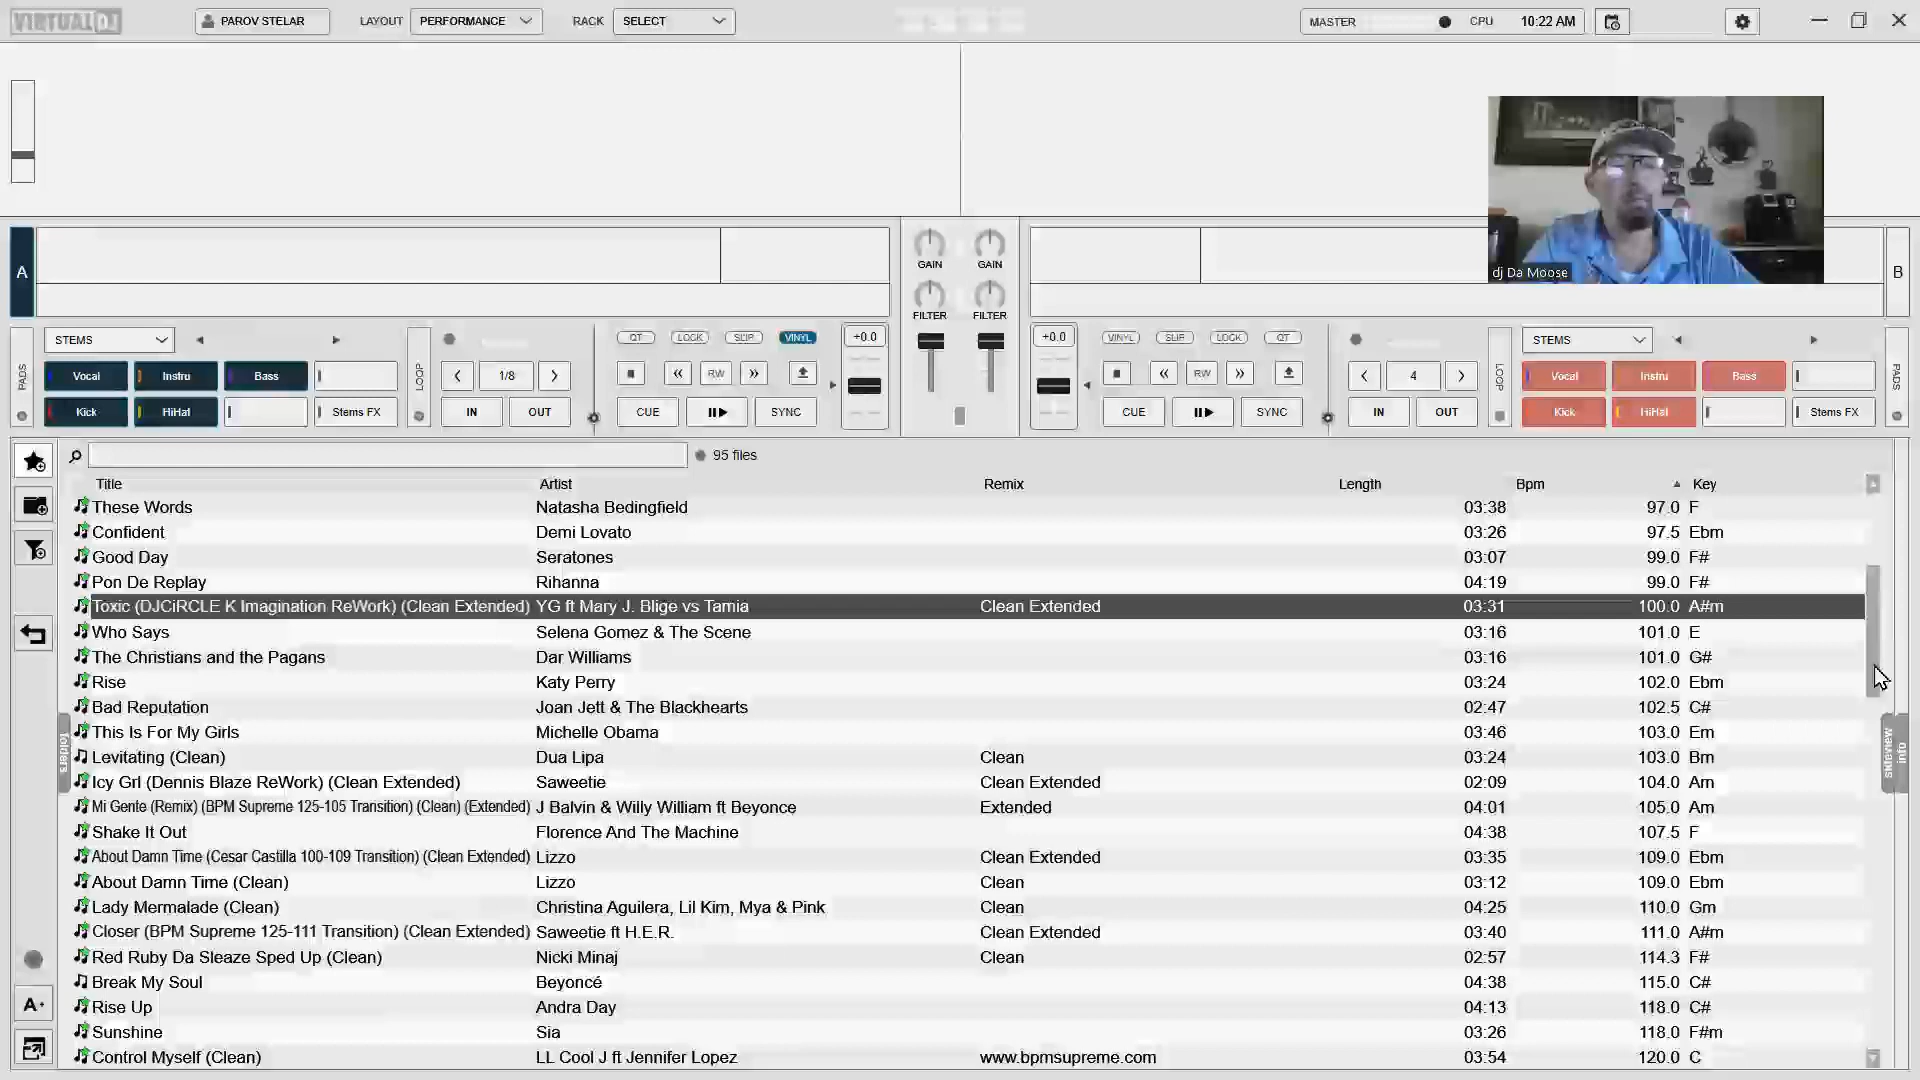 VIRTUAL DJ
PAROV STELAR
LAYOUT
PERFORMANCE
RACK
SELECT
MASTER
CPU
10:22 AM
dj Da Moose
A
GAIN
GAIN
FILTER
FILTER
B
PADS
STEMS
Vocal
Instru
Bass
Kick
HiHat
Stems FX
LOOP
1/8
IN
OUT
QT
LOCK
SLIP
VINYL
RW
CUE
SYNC
+0.0
+0.0
VINYL
SLIP
LOCK
QT
RW
CUE
SYNC
4
IN
OUT
LOOP
STEMS
Vocal
Instru
Bass
Kick
HiHat
Stems FX
PADS
95 files
Title Artist Remix Length Bpm Key
These Words Natasha Bedingfield 03:38 97.0 F
Confident Demi Lovato 03:26 97.5 Ebm
Good Day Seratones 03:07 99.0 F#
Pon De Replay Rihanna 04:19 99.0 F#
Toxic (DJCiRCLE K Imagination ReWork) (Clean Extended) YG ft Mary J. Blige vs Tamia Clean Extended 03:31 100.0 A#m
Who Says Selena Gomez & The Scene 03:16 101.0 E
The Christians and the Pagans Dar Williams 03:16 101.0 G#
Rise Katy Perry 03:24 102.0 Ebm
Bad Reputation Joan Jett & The Blackhearts 02:47 102.5 C#
This Is For My Girls Michelle Obama 03:46 103.0 Em
Levitating (Clean) Dua Lipa Clean 03:24 103.0 Bm
Icy Grl (Dennis Blaze ReWork) (Clean Extended) Saweetie Clean Extended 02:09 104.0 Am
Mi Gente (Remix) (BPM Supreme 125-105 Transition) (Clean) (Extended) J Balvin & Willy William ft Beyonce Extended 04:01 105.0 Am
Shake It Out Florence And The Machine 04:38 107.5 F
About Damn Time (Cesar Castilla 100-109 Transition) (Clean Extended) Lizzo Clean Extended 03:35 109.0 Ebm
About Damn Time (Clean) Lizzo Clean 03:12 109.0 Ebm
Lady Mermalade (Clean) Christina Aguilera, Lil Kim, Mya & Pink Clean 04:25 110.0 Gm
Closer (BPM Supreme 125-111 Transition) (Clean Extended) Saweetie ft H.E.R. Clean Extended 03:40 111.0 A#m
Red Ruby Da Sleaze Sped Up (Clean) Nicki Minaj Clean 02:57 114.3 F#
Break My Soul Beyoncé 04:38 115.0 C#
Rise Up Andra Day 04:13 118.0 C#
Sunshine Sia 03:26 118.0 F#m
Control Myself (Clean) LL Cool J ft Jennifer Lopez www.bpmsupreme.com 03:54 120.0 C
folders
sideview
info
A+